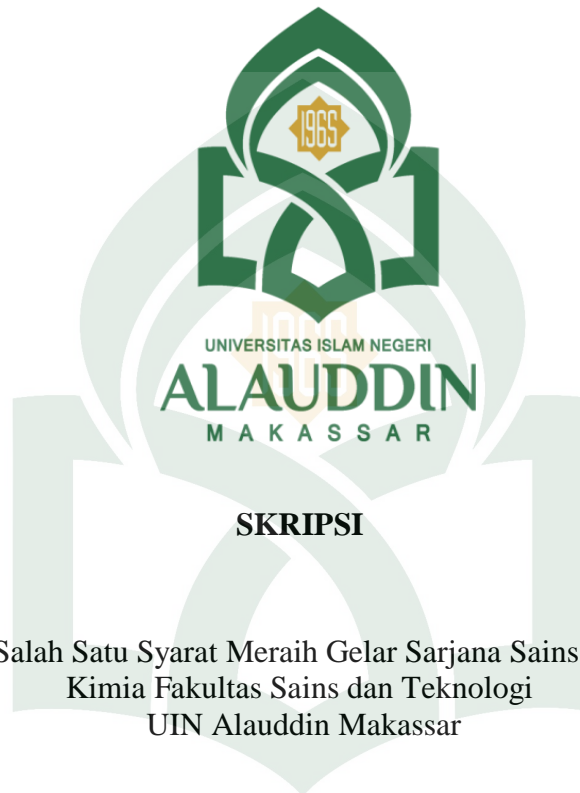 1965
UNIVERSITAS ISLAM NEGERI
ALAUDDIN
MAKASSAR
SKRIPSI
Salah Satu Syarat Meraih Gelar Sarjana Sains
Kimia Fakultas Sains dan Teknologi
UIN Alauddin Makassar